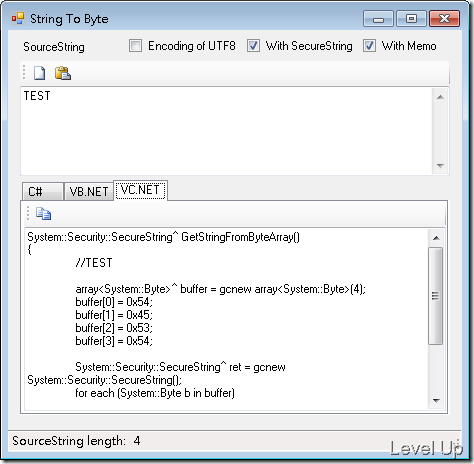 String To Byte
SourceString Encoding of UTF8 With SecureString With Memo
TEST
C# VB.NET VC.NET
System::Security::SecureString^ GetStringFromByteArray()
{
//TEST
array<System::Byte>^ buffer = gcnew array<System::Byte>(4);
buffer[0] = 0x54;
buffer[1] = 0x45;
buffer[2] = 0x53;
buffer[3] = 0x54;
System::Security::SecureString^ ret = gcnew
System::Security::SecureString();
for each (System::Byte b in buffer)
SourceString length: 4
Level Up